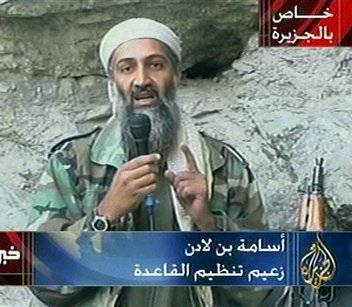 خاص
بالجزيرة
أسامة بن لادن
زعيم تنظيم القاعدة
الجزيرة